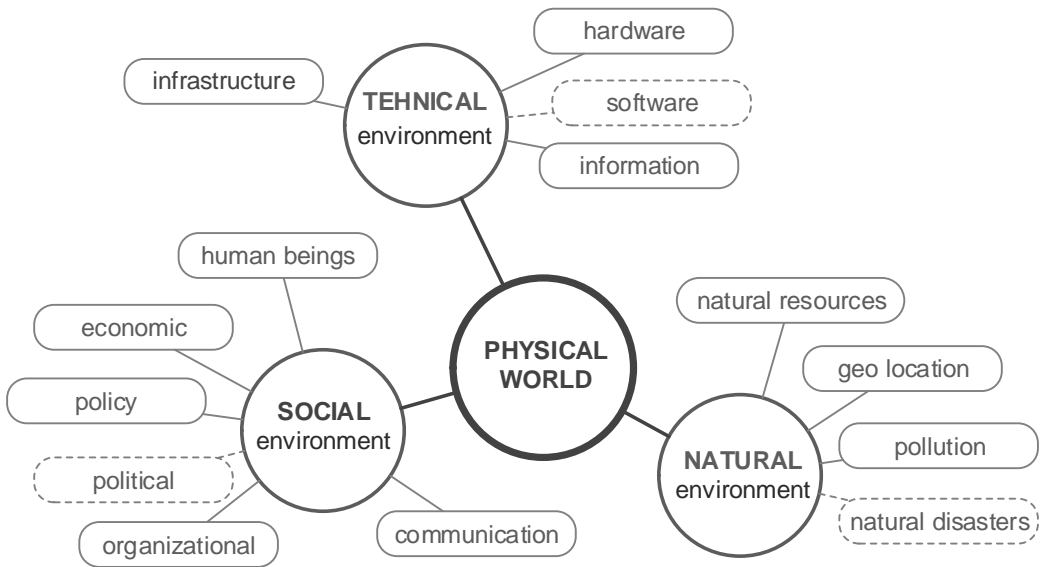 hardware
infrastructure
TEHNICAL
environment
software
information
human beings
natural resources
economic
PHYSICAL
WORLD
geo location
policy
SOCIAL
environment
pollution
NATURAL
environment
political
natural disasters
organizational
communication